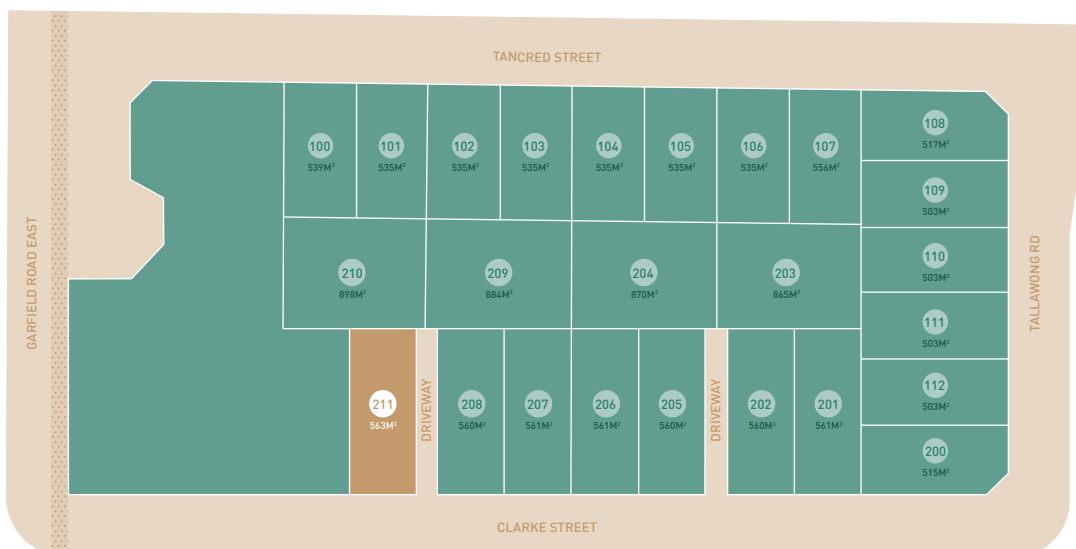 TANCRED STREET
100
539M²
101
535M²
102
535M²
103
535M²
104
535M²
105
535M²
106
535M²
107
556M²
108
517M²
109
503M²
110
503M²
111
503M²
112
503M²
200
515M²
210
898M²
209
884M²
204
870M²
203
865M²
211
563M²
DRIVEWAY
208
560M²
207
561M²
206
561M²
205
560M²
DRIVEWAY
202
560M²
201
561M²
GARFIELD ROAD EAST
TALLAWONG RD
CLARKE STREET